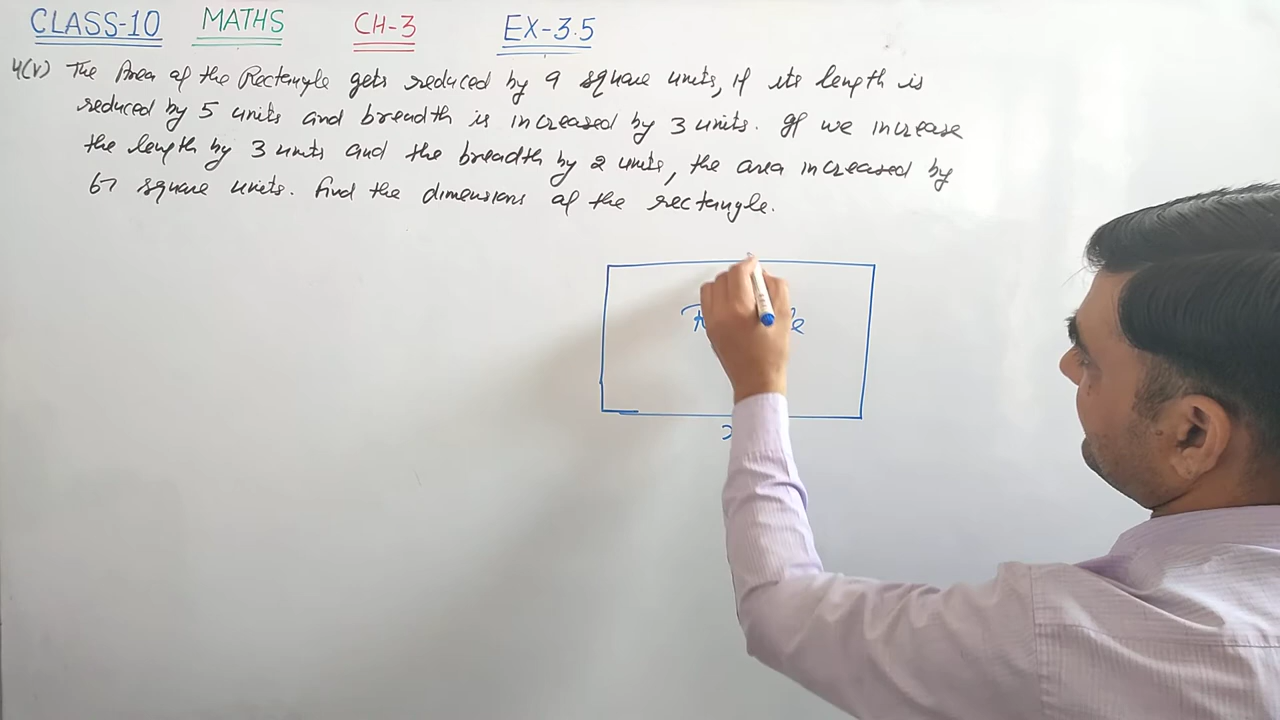 CLASS-10 MATHS CH-3 EX-3.5
4(v) The Area of the Rectangle gets reduced by 9 square units, if its length is
reduced by 5 units and breadth is increased by 3 units. If we increase
the length by 3 units and the breadth by 2 units, the area increased by
67 square units. Find the dimensions of the rectangle.
x